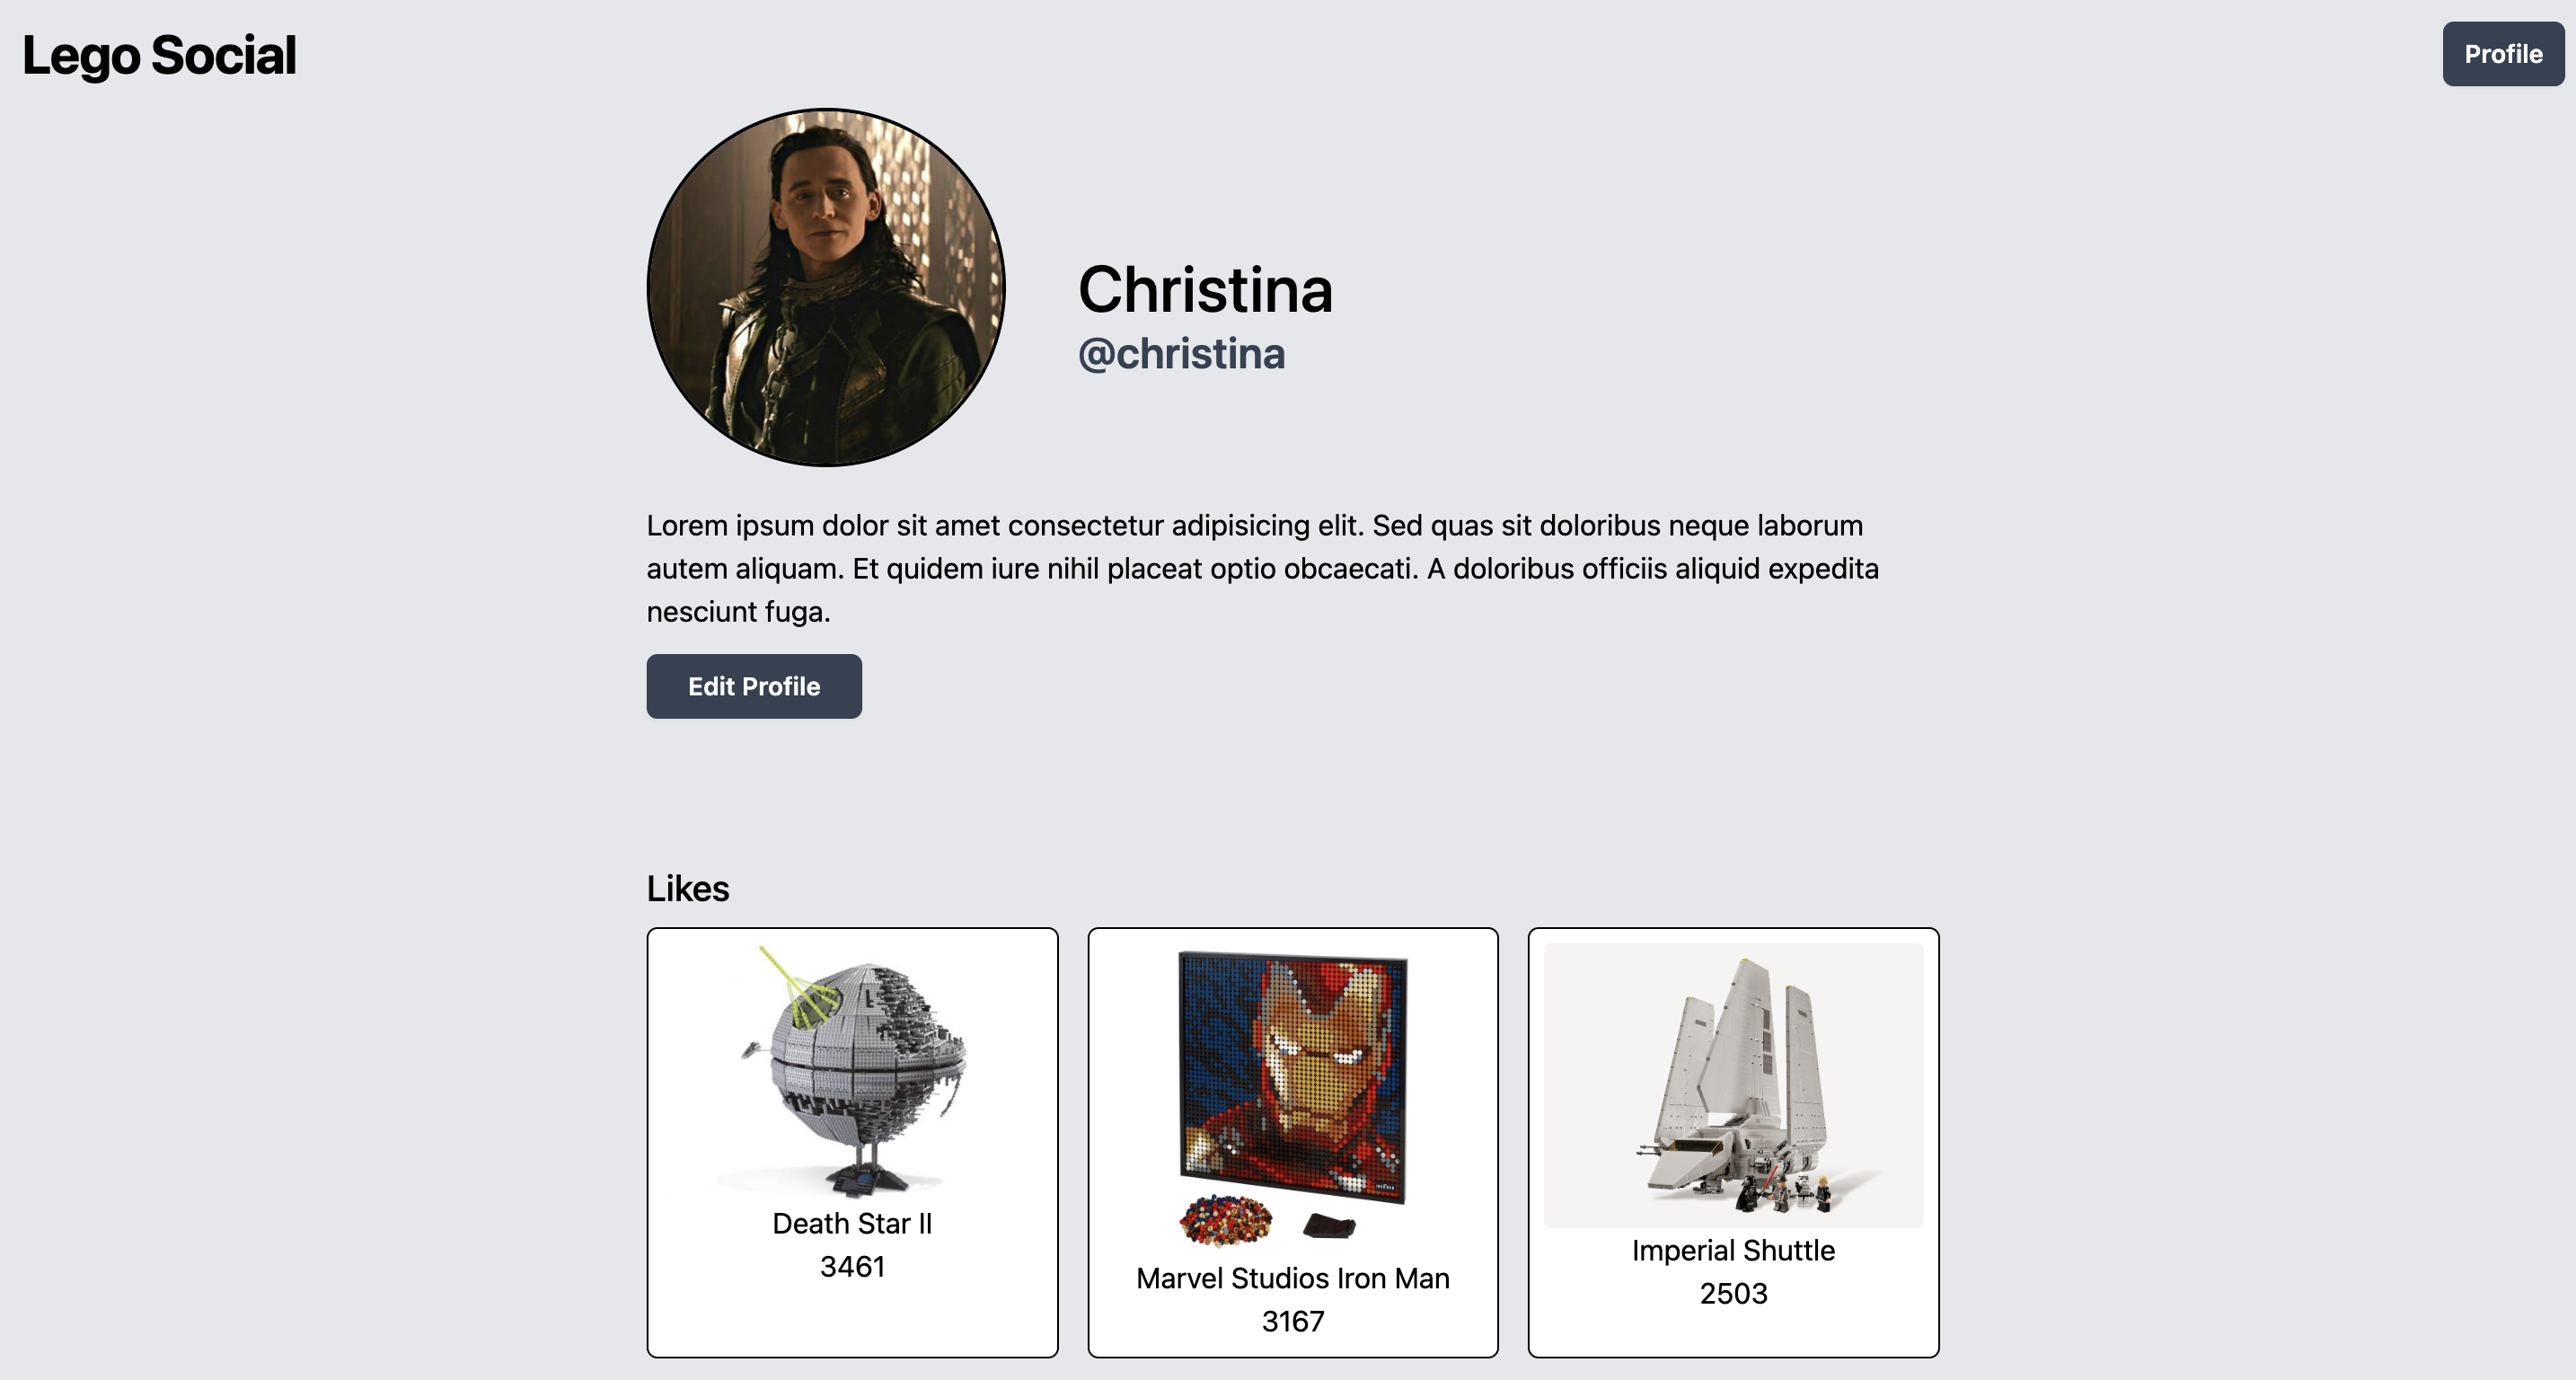 Lego Social
Profile
Christina
@christina
Lorem ipsum dolor sit amet consectetur adipisicing elit. Sed quas sit doloribus neque laborum
autem aliquam. Et quidem iure nihil placeat optio obcaecati. A doloribus officiis aliquid expedita
nesciunt fuga.
Edit Profile
Likes
Death Star II
3461
Marvel Studios Iron Man
3167
Imperial Shuttle
2503